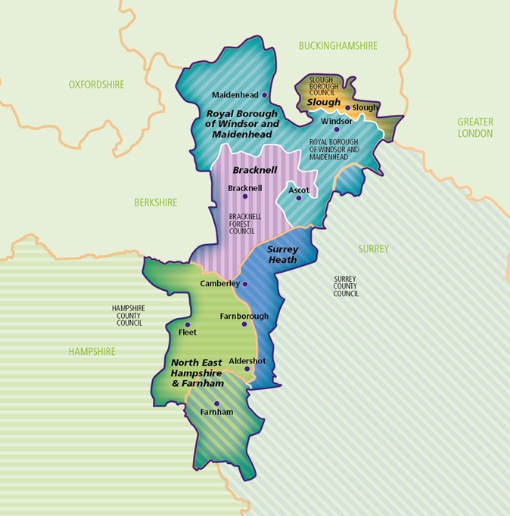 BUCKINGHAMSHIRE
OXFORDSHIRE
SLOUGH
BOROUGH
COUNCIL
Slough
Slough
Maidenhead
Royal Borough
of Windsor and
Maidenhead
Windsor
GREATER
LONDON
ROYAL BOROUGH
OF WINDSOR AND
MAIDENHEAD
Bracknell
Bracknell
Ascot
BERKSHIRE
BRACKNELL
FOREST
COUNCIL
Surrey
Heath
SURREY
Camberley
SURREY
COUNTY
COUNCIL
HAMPSHIRE
COUNTY
COUNCIL
Farnborough
Fleet
HAMPSHIRE
North East
Hampshire
& Farnham
Aldershot
Farnham